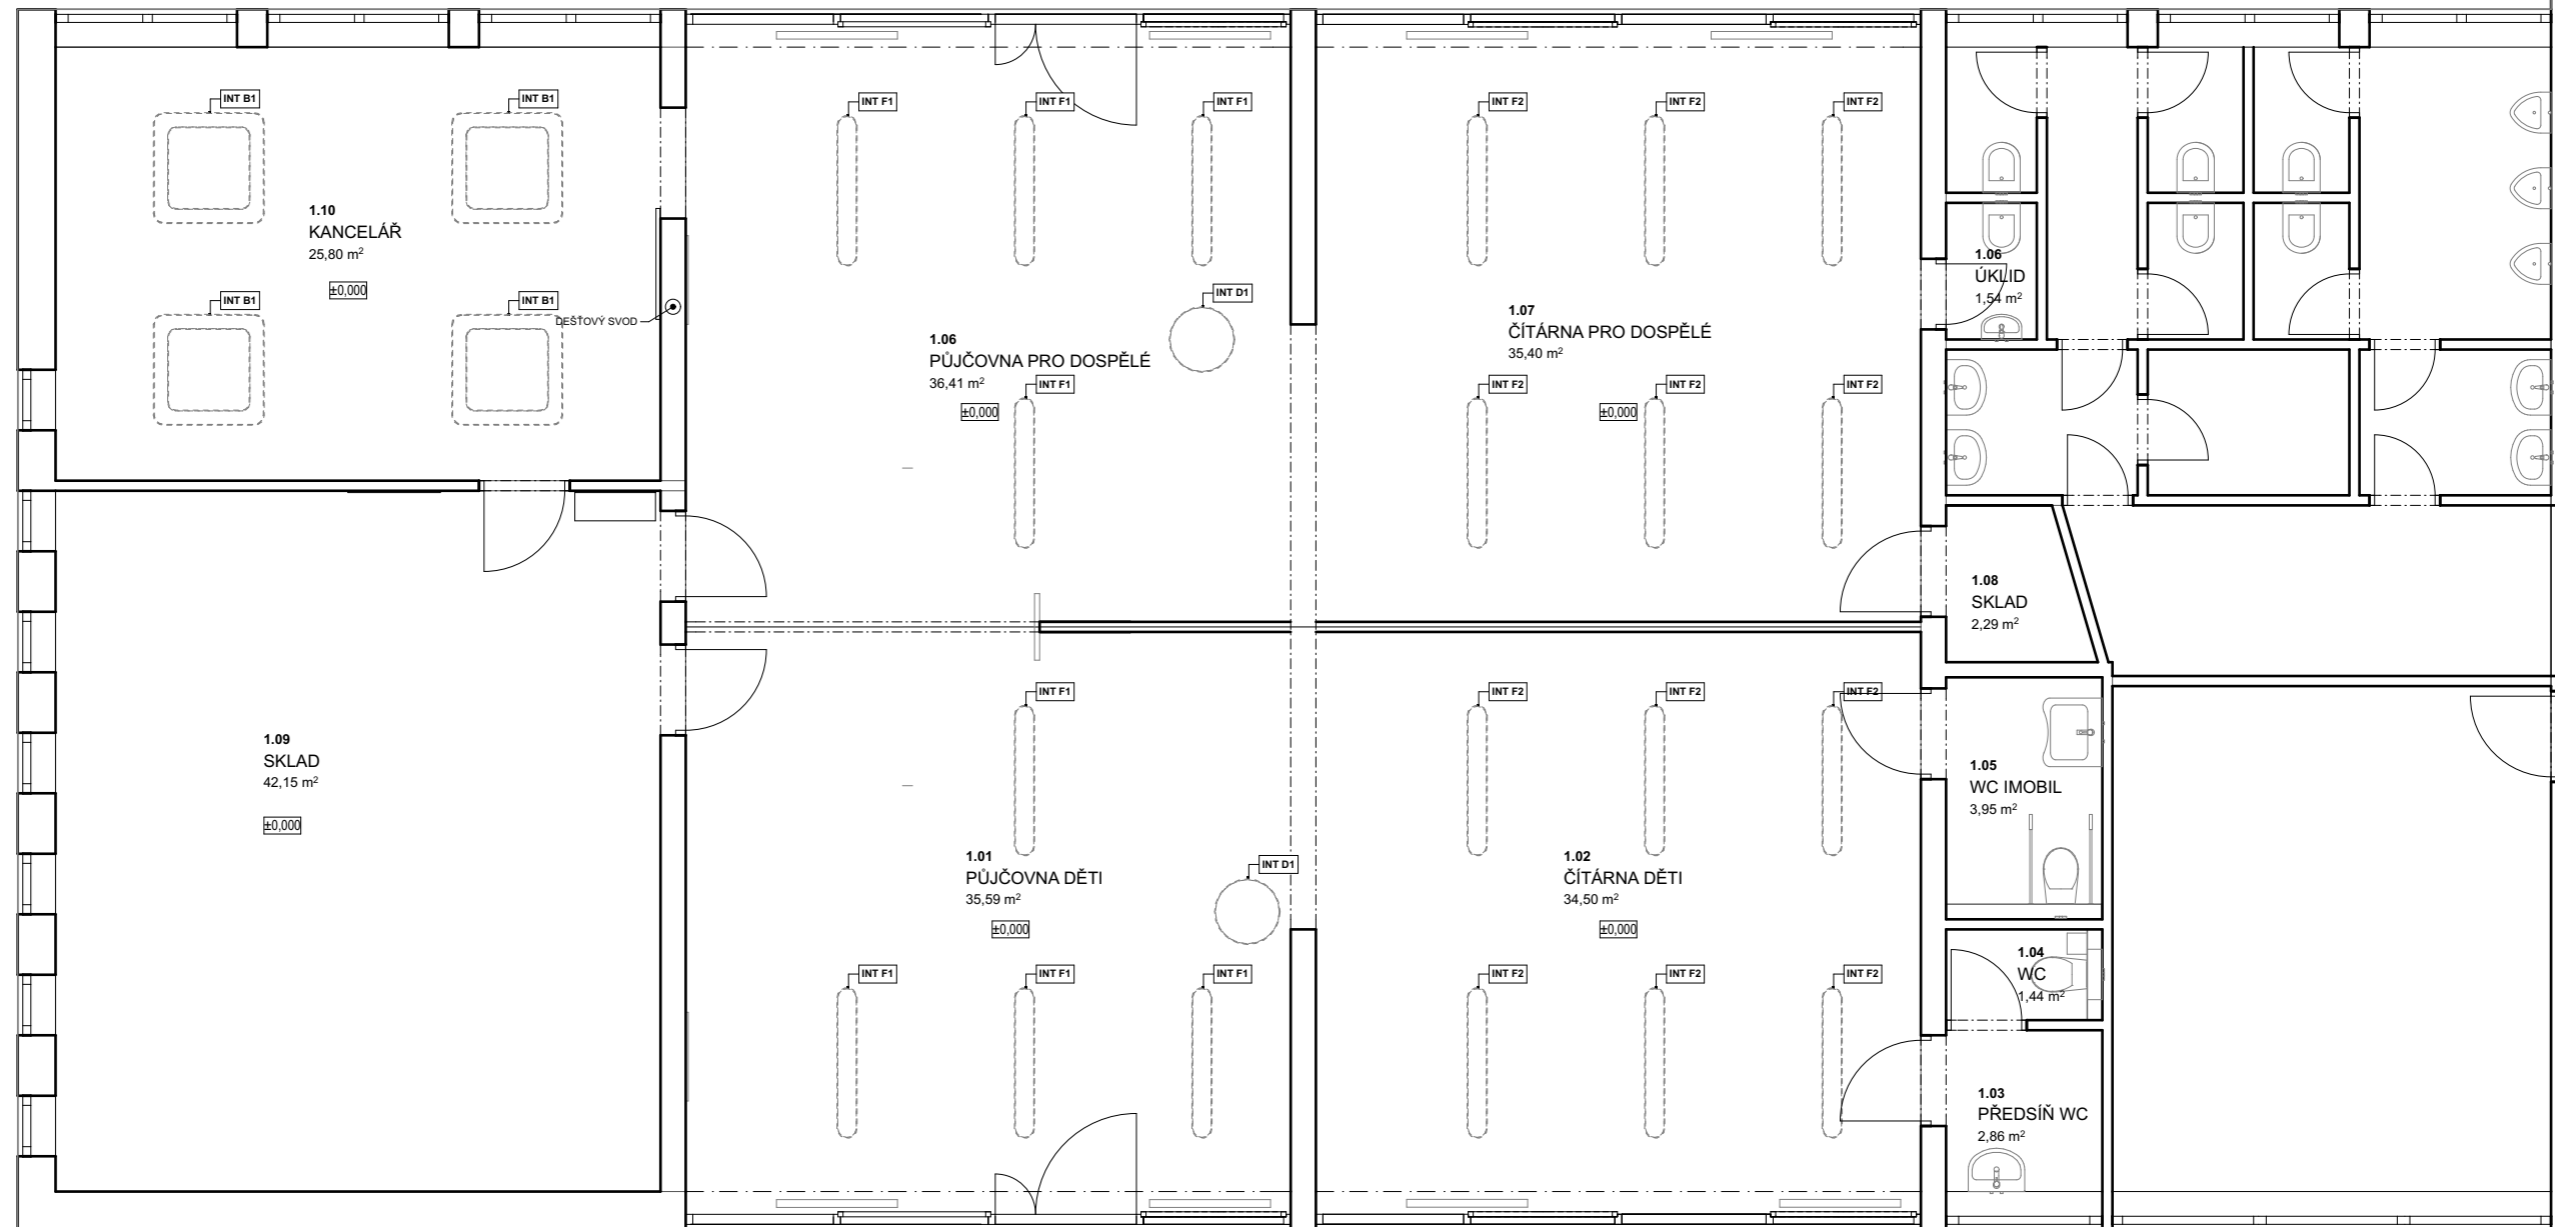 INT B1
INT B1
INT F1
INT F1
INT F1
INT F2
INT F2
INT F2
1.10
KANCELÁŘ
25,80 m²
±0,000
INT B1
INT B1
DEŠŤOVÝ SVOD
INT D1
1.06
PŮJČOVNA PRO DOSPĚLÉ
36,41 m²
±0,000
INT F1
1.07
ČÍTÁRNA PRO DOSPĚLÉ
35,40 m²
±0,000
INT F2
INT F2
INT F2
1.06
ÚKLID
1,54 m²
1.08
SKLAD
2,29 m²
1.09
SKLAD
42,15 m²
±0,000
INT F1
INT F2
INT F2
INT F2
1.05
WC IMOBIL
3,95 m²
1.01
PŮJČOVNA DĚTI
35,59 m²
±0,000
INT D1
1.02
ČÍTÁRNA DĚTI
34,50 m²
±0,000
1.04
WC
1,44 m²
INT F1
INT F1
INT F1
INT F2
INT F2
INT F2
1.03
PŘEDSÍŇ WC
2,86 m²